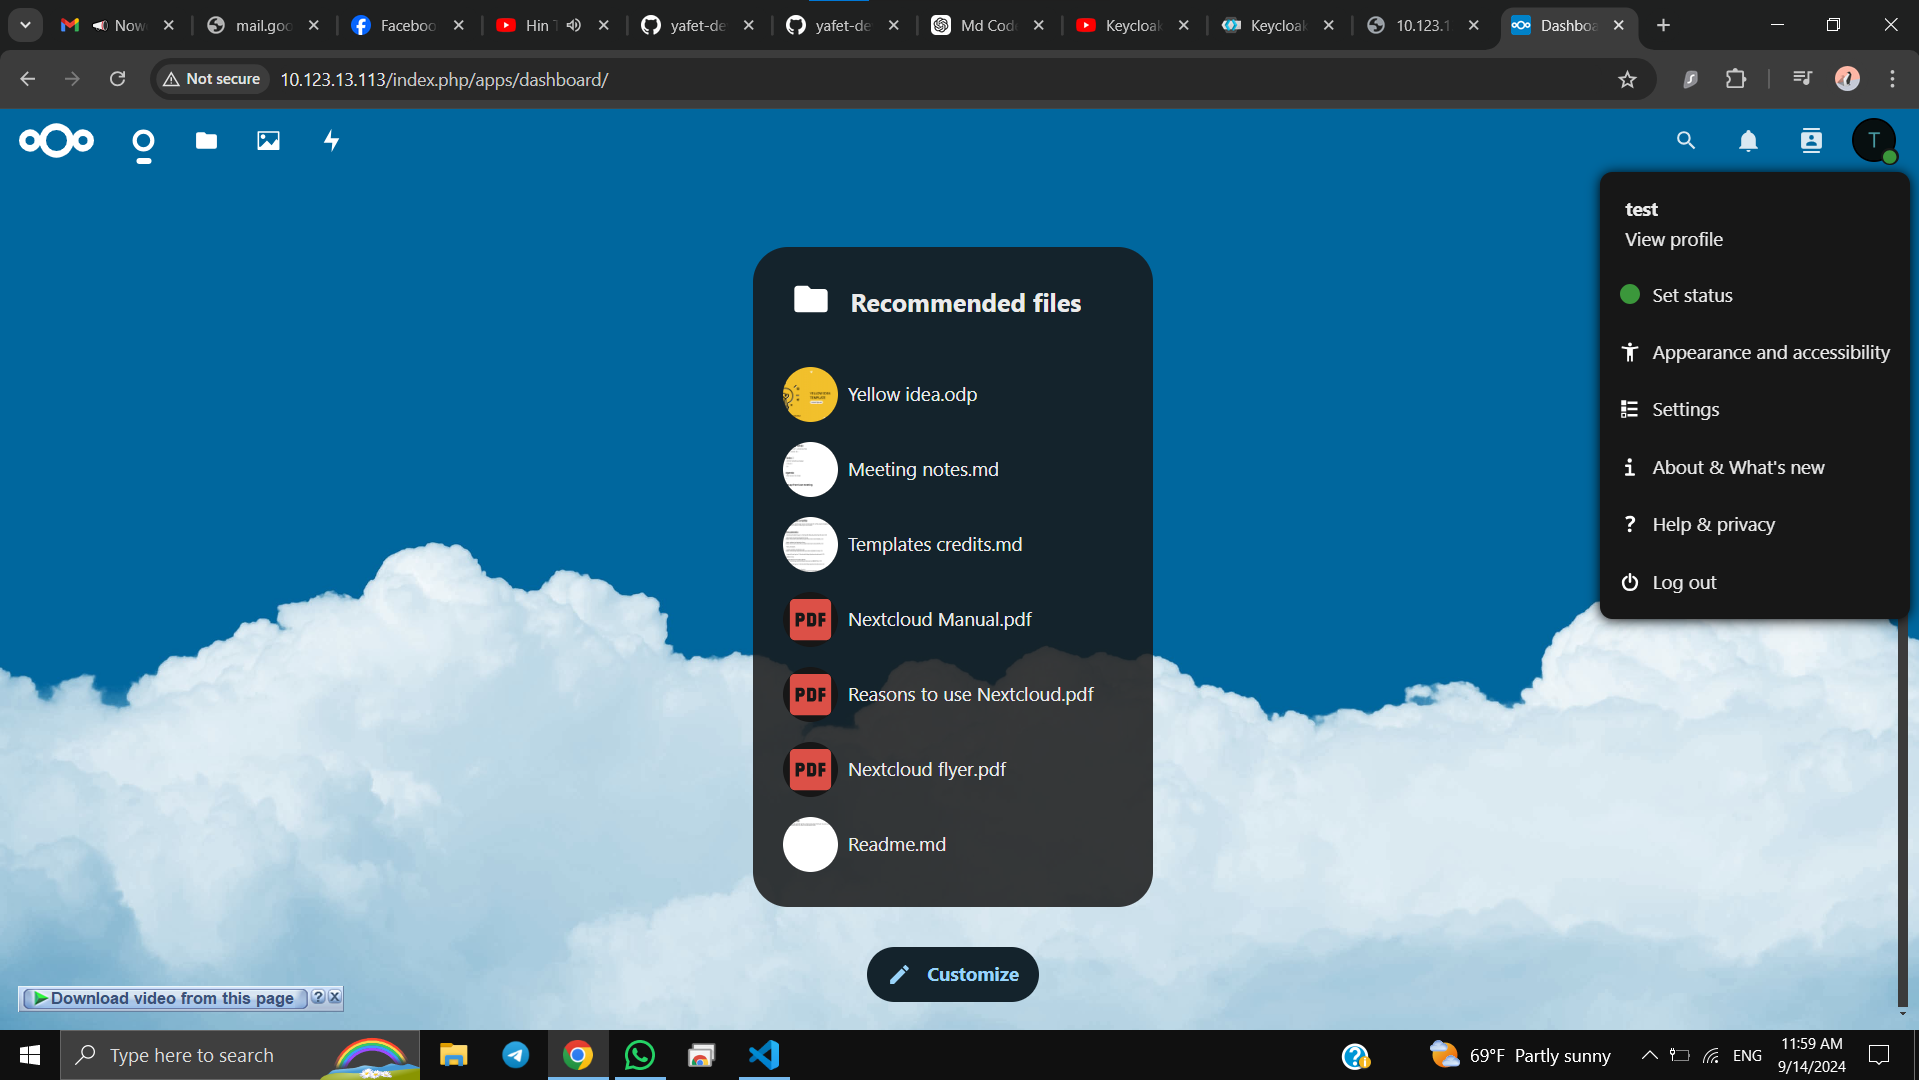 Now
mail.goo
Faceboo
Hin
yafet-de
yafet-de
Md Cod
Keycloak
Keycloak
10.123.1
Dashboa
Not secure
10.123.13.113/index.php/apps/dashboard/
T
test
View profile
Set status
Appearance and accessibility
Settings
About & What's new
Help & privacy
Log out
Recommended files
Yellow idea.odp
Meeting notes.md
Templates credits.md
PDF Nextcloud Manual.pdf
PDF Reasons to use Nextcloud.pdf
PDF Nextcloud flyer.pdf
Readme.md
Customize
Download video from this page
Type here to search
69°F Partly sunny
ENG
11:59 AM
9/14/2024